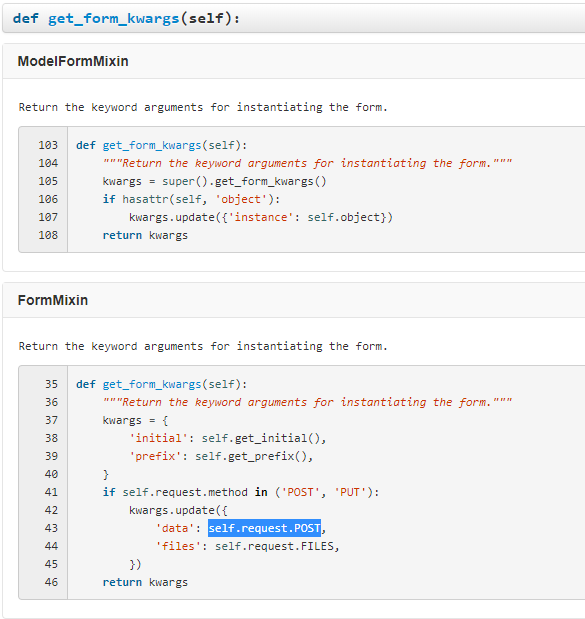 def get_form_kwargs(self):
ModelFormMixin
Return the keyword arguments for instantiating the form.
103 def get_form_kwargs(self):
104     """Return the keyword arguments for instantiating the form."""
105     kwargs = super().get_form_kwargs()
106     if hasattr(self, 'object'):
107         kwargs.update({'instance': self.object})
108     return kwargs
FormMixin
Return the keyword arguments for instantiating the form.
35 def get_form_kwargs(self):
36     """Return the keyword arguments for instantiating the form."""
37     kwargs = {
38         'initial': self.get_initial(),
39         'prefix': self.get_prefix(),
40     }
41     if self.request.method in ('POST', 'PUT'):
42         kwargs.update({
43             'data': self.request.POST,
44             'files': self.request.FILES,
45         })
46     return kwargs